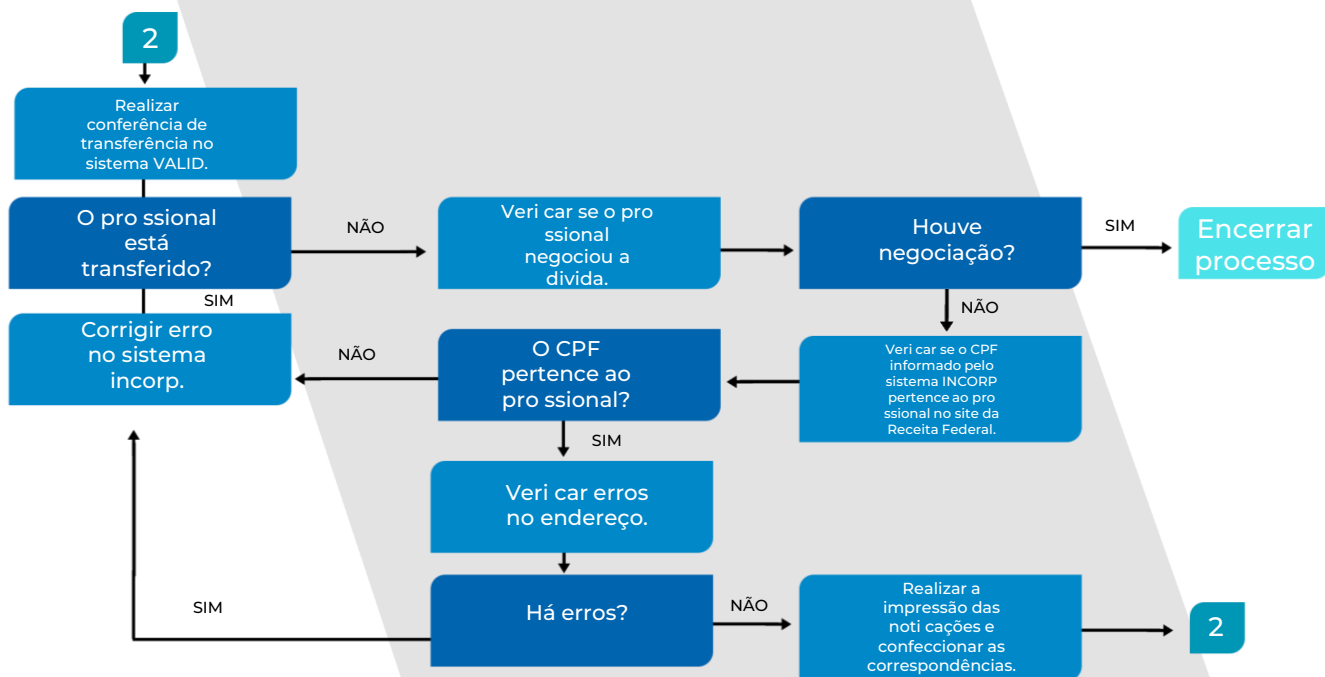 2
Realizar
conferência de
transferência no
sistema VALID.
O pro ssional
está
transferido?
NÃO
Veri car se o pro
ssional
negociou a
divida.
Houve
negociação?
SIM
Encerrar
processo
SIM
NÃO
Corrigir erro
no sistema
incorp.
NÃO
O CPF
pertence ao
pro ssional?
Veri car se o CPF
informado pelo
sistema INCORP
pertence ao pro
ssional no site da
Receita Federal.
SIM
Veri car erros
no endereço.
SIM
Há erros?
NÃO
Realizar a
impressão das
noti cações e
confeccionar as
correspondências.
2